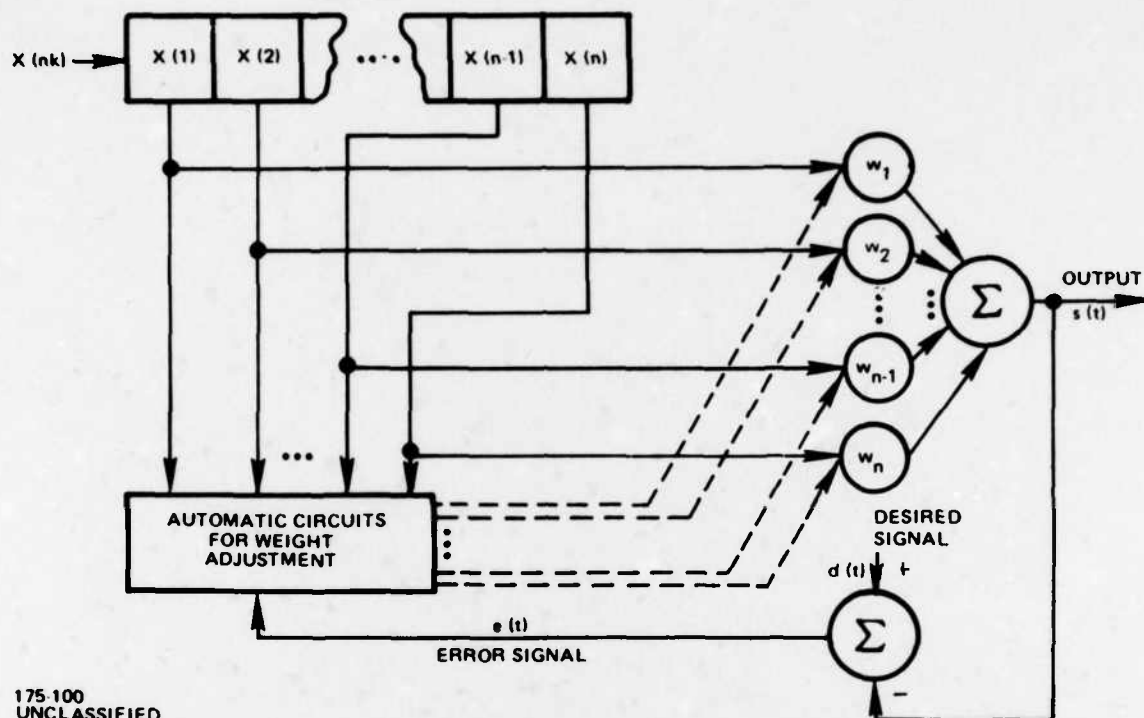 X (nk)
X (1) X (2) •••• X (n-1) X (n)
w1
w2
wn-1
wn
Σ
OUTPUT
s (t)
•••
AUTOMATIC CIRCUITS
FOR WEIGHT
ADJUSTMENT
DESIRED
SIGNAL
d (t) +
Σ
−
e (t)
ERROR SIGNAL
175-100
UNCLASSIFIED